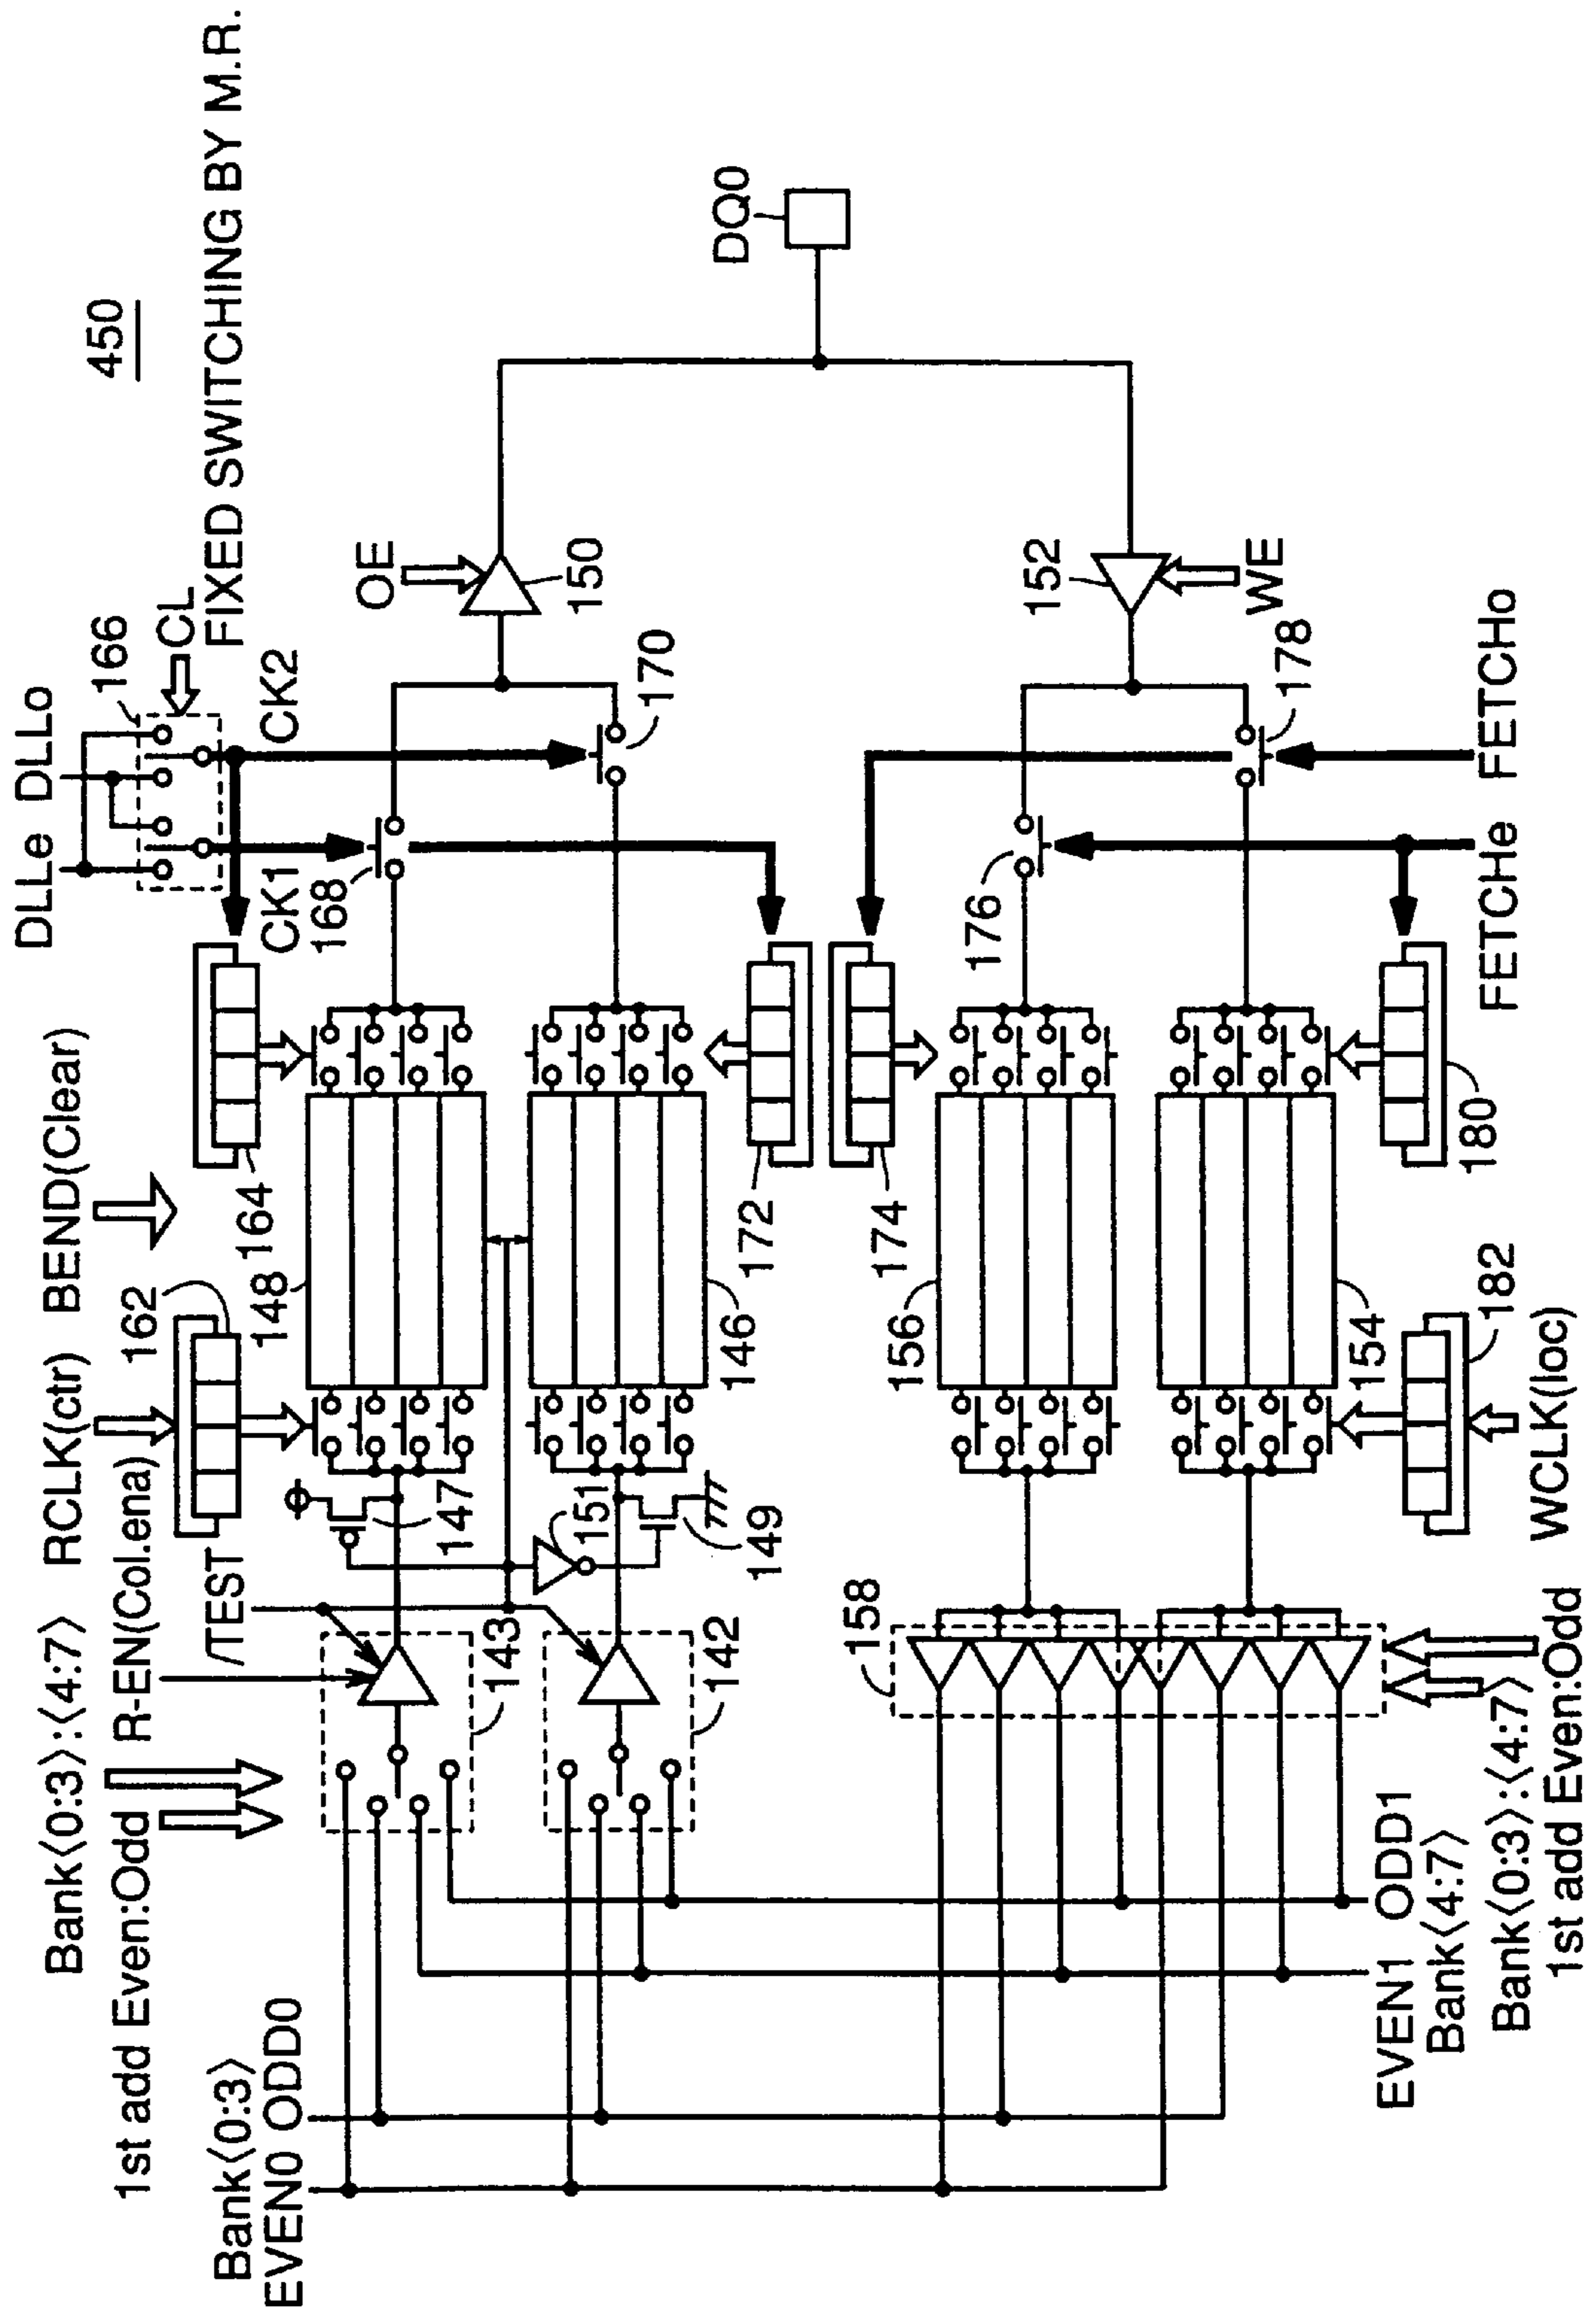 450
FIXED SWITCHING BY M.R.
CL
166
DLLe DLLo
CK2
CK1
168
170
OE
150
DQ0
152
WE
178
176
FETCHe FETCHo
BEND(Clear)
RCLK(ctr)
162
164
148
172
146
174
156
154
180
182
WCLK(loc)
Bank⟨0:3⟩:⟨4:7⟩
R-EN(Col.ena)
/TEST
1st add Even:Odd
147
151
149
143
142
158
Bank⟨0:3⟩
EVEN0 ODD0
EVEN1 ODD1
Bank⟨4:7⟩
Bank⟨0:3⟩:⟨4:7⟩
1st add Even:Odd